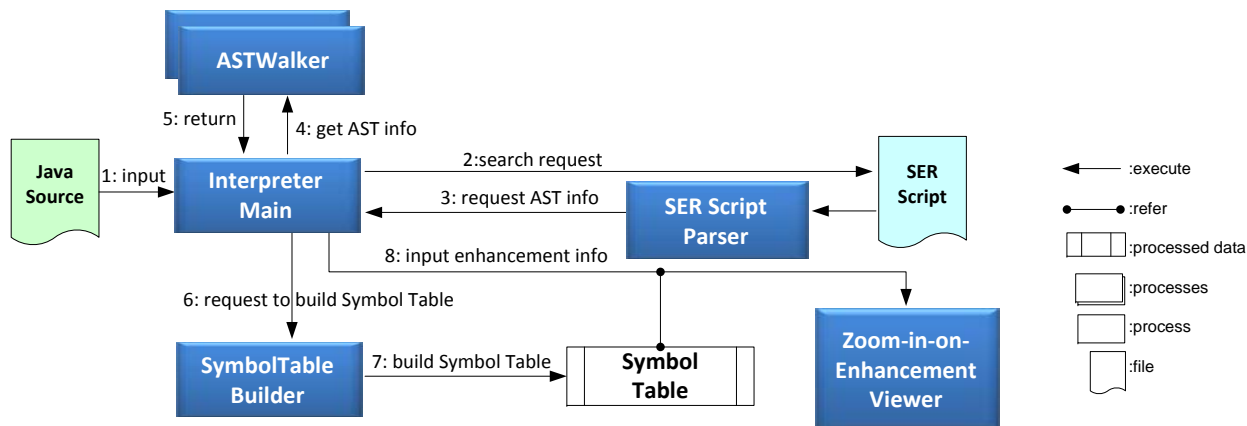 ASTWalker
5: return
4: get AST info
Java
Source
1: input
Interpreter
Main
2:search request
3: request AST info
SER Script
Parser
SER
Script
8: input enhancement info
6: request to build Symbol Table
SymbolTable
Builder
7: build Symbol Table
Symbol
Table
Zoom-in-on-
Enhancement
Viewer
:execute
:refer
:processed data
:processes
:process
:file